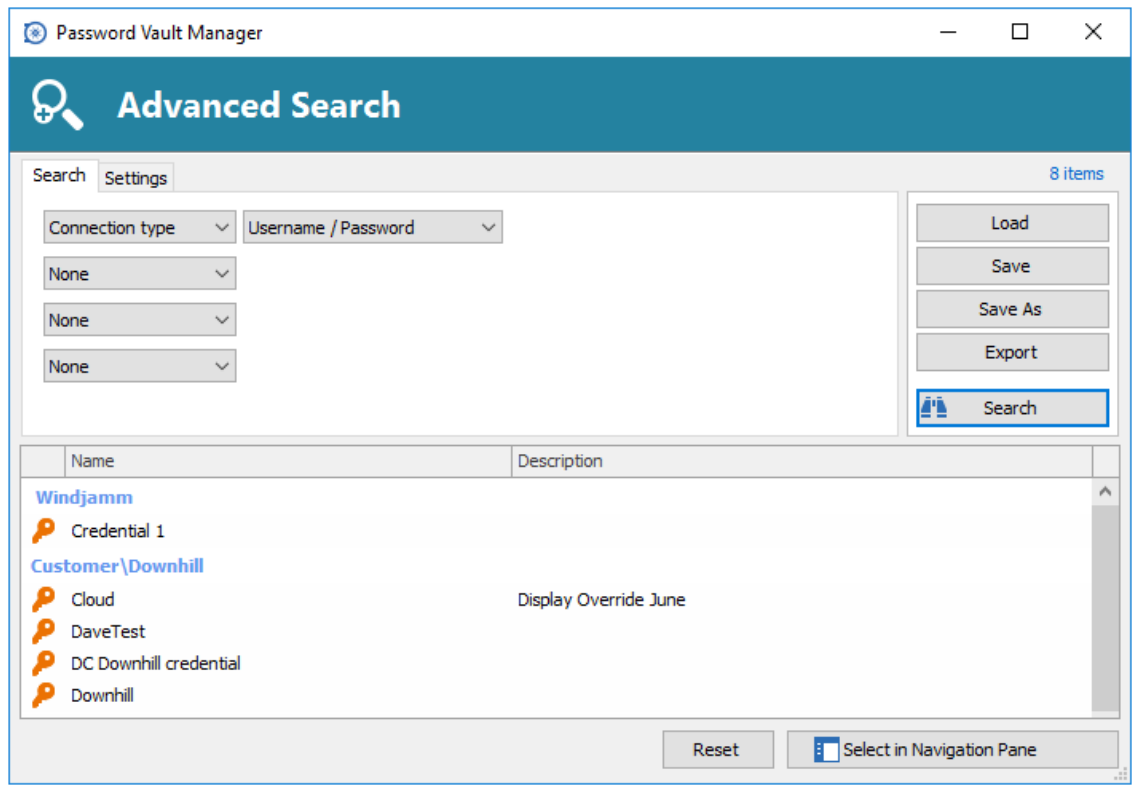 Password Vault Manager
Advanced Search
Search Settings
8 items
Connection type Username / Password
None
None
None
Load
Save
Save As
Export
Search
Name Description
Windjamm
Credential 1
Customer\Downhill
Cloud Display Override June
DaveTest
DC Downhill credential
Downhill
Reset Select in Navigation Pane